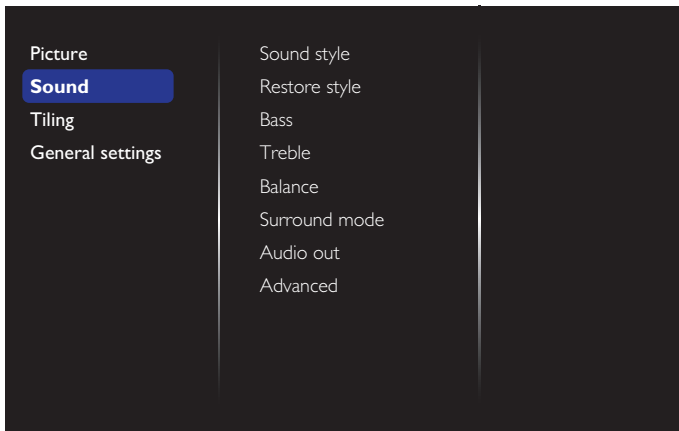 Picture
Sound
Tiling
General settings
Sound style
Restore style
Bass
Treble
Balance
Surround mode
Audio out
Advanced